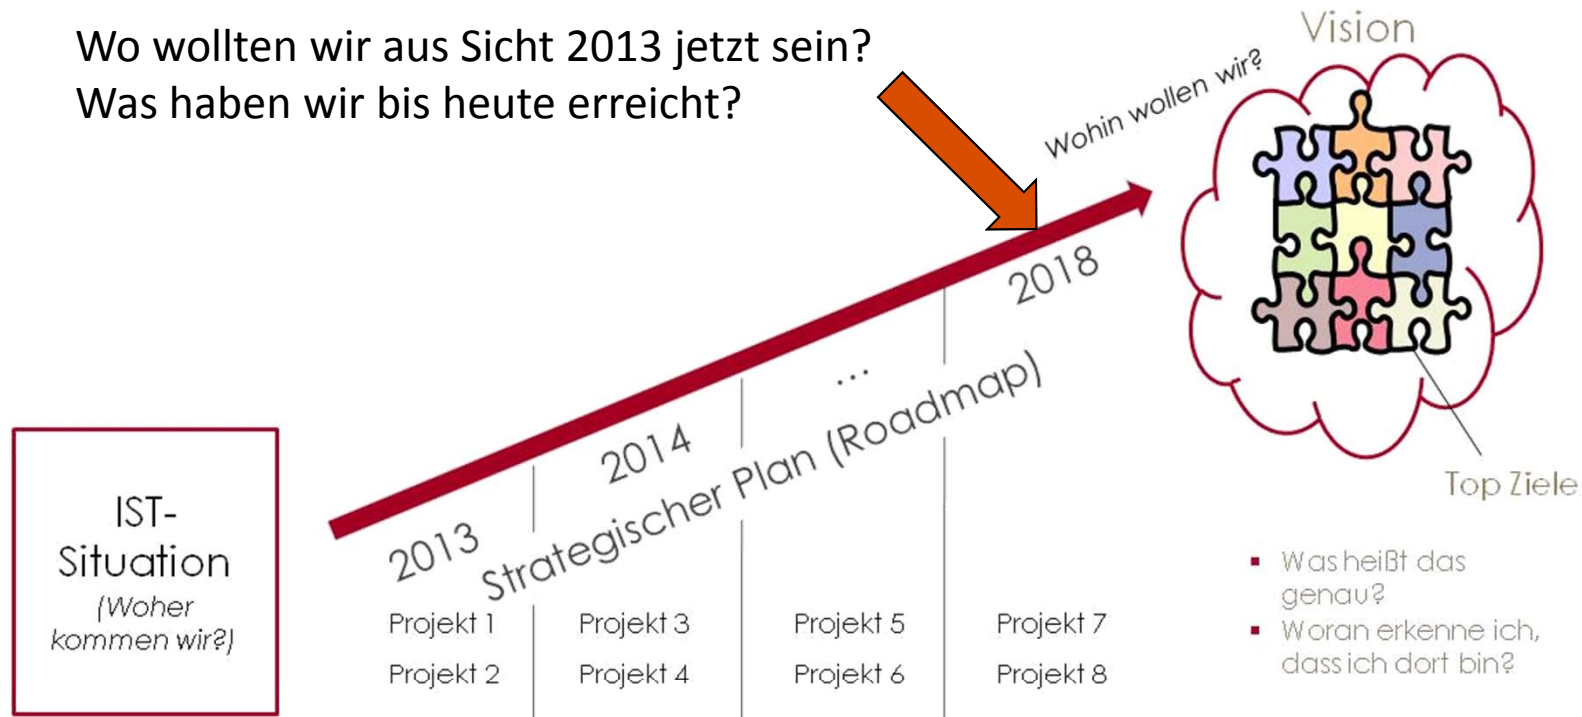 Wo wollten wir aus Sicht 2013 jetzt sein?
Was haben wir bis heute erreicht?
Vision
Wohin wollen wir?
2018
...
2014
2013
Strategischer Plan (Roadmap)
IST-
Situation
(Woher
kommen wir?)
Projekt 1
Projekt 3
Projekt 5
Projekt 7
Projekt 2
Projekt 4
Projekt 6
Projekt 8
Top Ziele
▪ Was heißt das
genau?
▪ Woran erkenne ich,
dass ich dort bin?